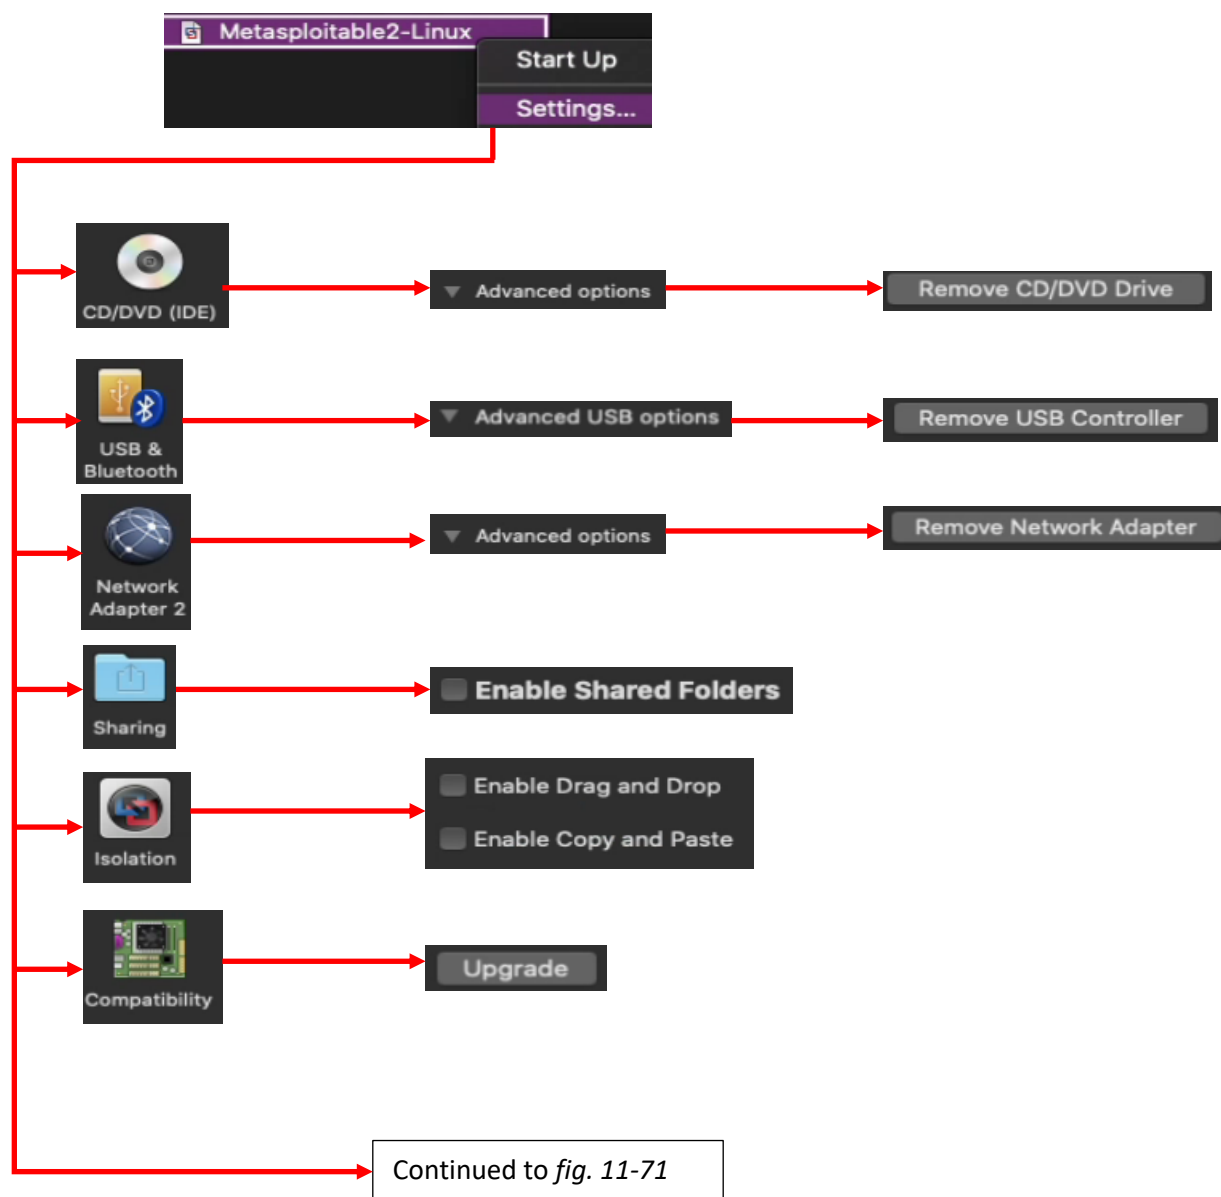 Metasploitable2-Linux
Start Up
Settings...
CD/DVD (IDE)
Advanced options
Remove CD/DVD Drive
USB &
Bluetooth
Advanced USB options
Remove USB Controller
Network
Adapter 2
Advanced options
Remove Network Adapter
Sharing
Enable Shared Folders
Isolation
Enable Drag and Drop
Enable Copy and Paste
Compatibility
Upgrade
Continued to fig. 11-71